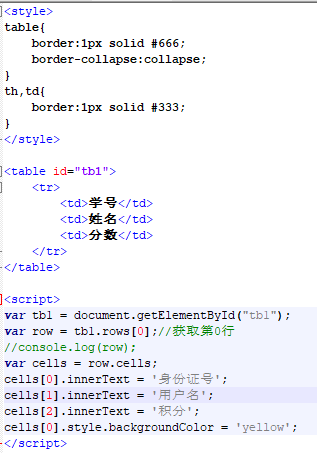 <style>
table{
border:1px solid #666;
border-collapse:collapse;
}
th,td{
border:1px solid #333;
}
</style>
<table id="tb1">
<tr>
<td>学号</td>
<td>姓名</td>
<td>分数</td>
</tr>
</table>
<script>
var tb1 = document.getElementById("tb1");
var row = tb1.rows[0];//获取第0行
//console.log(row);
var cells = row.cells;
cells[0].innerText = '身份证号';
cells[1].innerText = '用户名';
cells[2].innerText = '积分';
cells[0].style.backgroundColor = 'yellow';
</script>